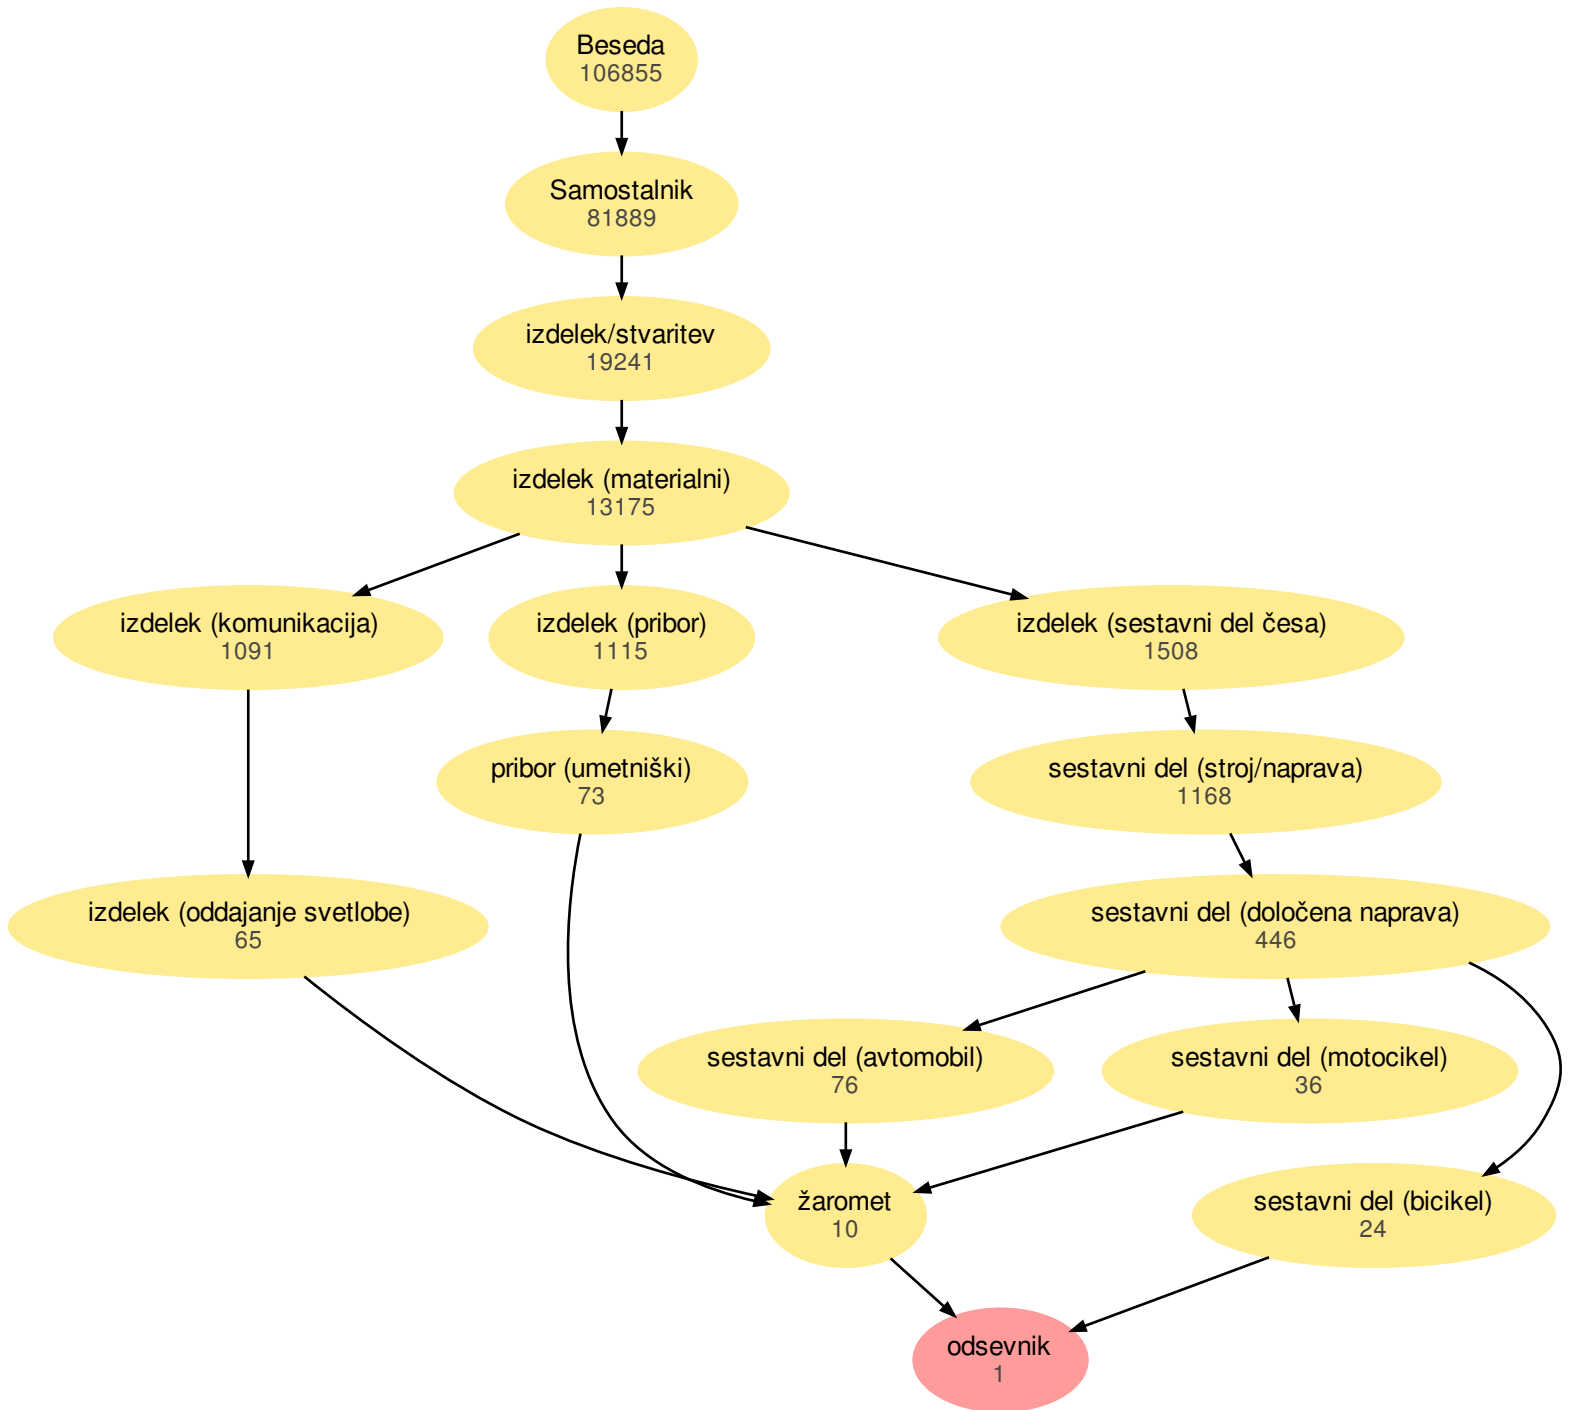 Beseda
106855
Samostalnik
81889
izdelek/stvaritev
19241
izdelek (materialni)
13175
izdelek (komunikacija)
1091
izdelek (pribor)
1115
izdelek (sestavni del česa)
1508
pribor (umetniški)
73
sestavni del (stroj/naprava)
1168
izdelek (oddajanje svetlobe)
65
sestavni del (določena naprava)
446
sestavni del (avtomobil)
76
sestavni del (motocikel)
36
žaromet
10
sestavni del (bicikel)
24
odsevnik
1